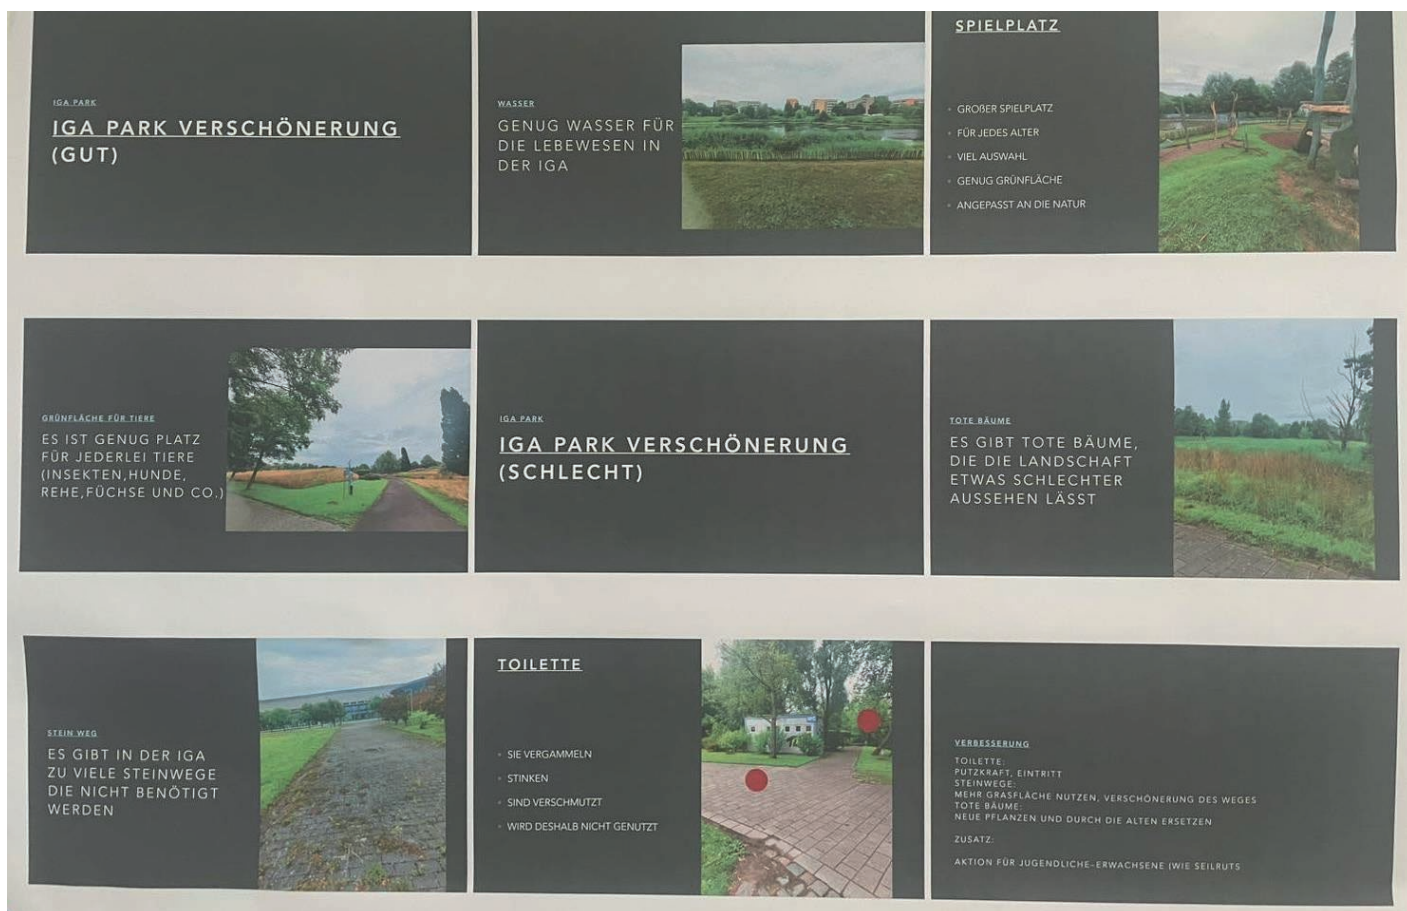 IGA PARK
IGA PARK VERSCHÖNERUNG
(GUT)
WASSER
GENUG WASSER FÜR
DIE LEBEWESEN IN
DER IGA
SPIELPLATZ
GROßER SPIELPLATZ
FÜR JEDES ALTER
VIEL AUSWAHL
GENUG GRÜNFLÄCHE
ANGEPASST AN DIE NATUR
GRÜNFLÄCHE FÜR TIERE
ES IST GENUG PLATZ
FÜR JEDERLEI TIERE
(INSEKTEN,HUNDE,
REHE,FÜCHSE UND CO.)
IGA PARK
IGA PARK VERSCHÖNERUNG
(SCHLECHT)
TOTE BÄUME
ES GIBT TOTE BÄUME,
DIE DIE LANDSCHAFT
ETWAS SCHLECHTER
AUSSEHEN LÄSST
STEIN WEG
ES GIBT IN DER IGA
ZU VIELE STEINWEGE
DIE NICHT BENÖTIGT
WERDEN
TOILETTE
SIE VERGAMMELN
STINKEN
SIND VERSCHMUTZT
WIRD DESHALB NICHT GENUTZT
VERBESSERUNG
TOILETTE:
PUTZKRAFT, EINTRITT
STEINWEGE:
MEHR GRASFLÄCHE NUTZEN, VERSCHÖNERUNG DES WEGES
TOTE BÄUME:
NEUE PFLANZEN UND DURCH DIE ALTEN ERSETZEN
ZUSATZ:
AKTION FÜR JUGENDLICHE-ERWACHSENE (WIE SEILRUTS